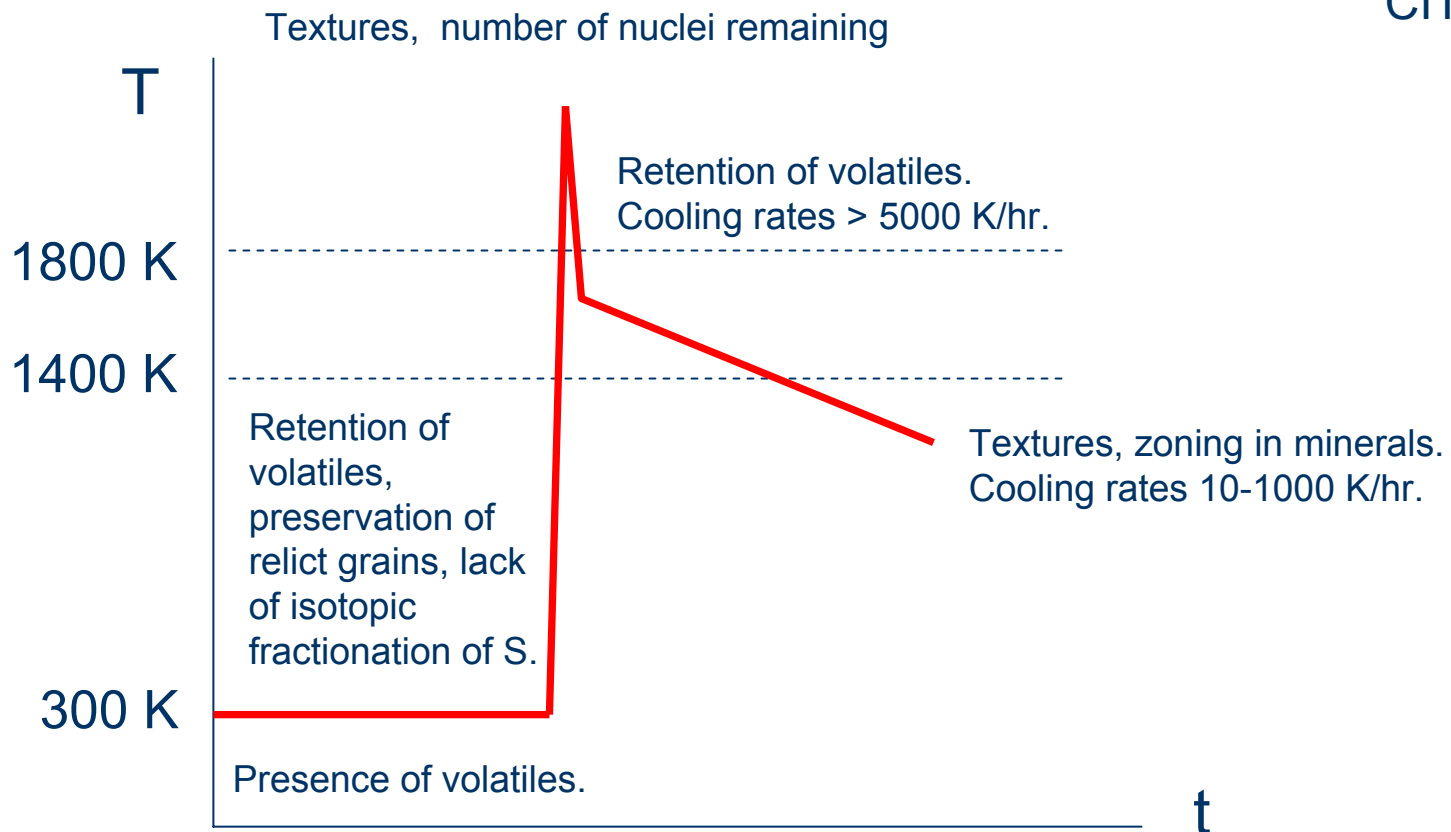 Textures, number of nuclei remaining
T
Retention of volatiles.
Cooling rates > 5000 K/hr.
1800 K
1400 K
Retention of
volatiles,
preservation of
relict grains, lack
of isotopic
fractionation of S.
Textures, zoning in minerals.
Cooling rates 10-1000 K/hr.
300 K
Presence of volatiles.
t